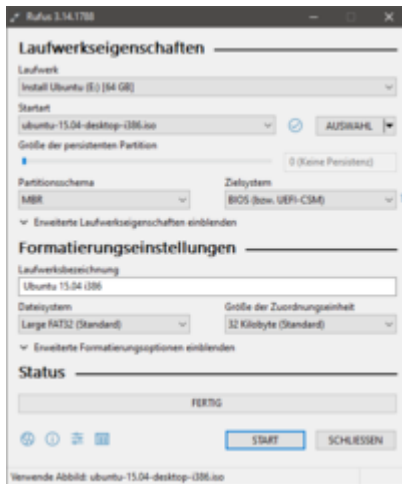 Rufus 3.14.1788
Laufwerkseigenschaften
Laufwerk
Install Ubuntu (E:) [64 GB]
Startart
ubuntu-15.04-desktop-i386.iso
AUSWAHL
Größe der persistenten Partition
0 (Keine Persistenz)
Partitionsschema Zielsystem
MBR BIOS (bzw. UEFI-CSM)
Erweiterte Laufwerkseigenschaften einblenden
Formatierungseinstellungen
Laufwerksbezeichnung
Ubuntu 15.04 i386
Dateisystem Größe der Zuordnungseinheit
Large FAT32 (Standard) 32 Kilobyte (Standard)
Erweiterte Formatierungsoptionen einblenden
Status
FERTIG
START SCHLIESSEN
Verwende Abbild: ubuntu-15.04-desktop-i386.iso